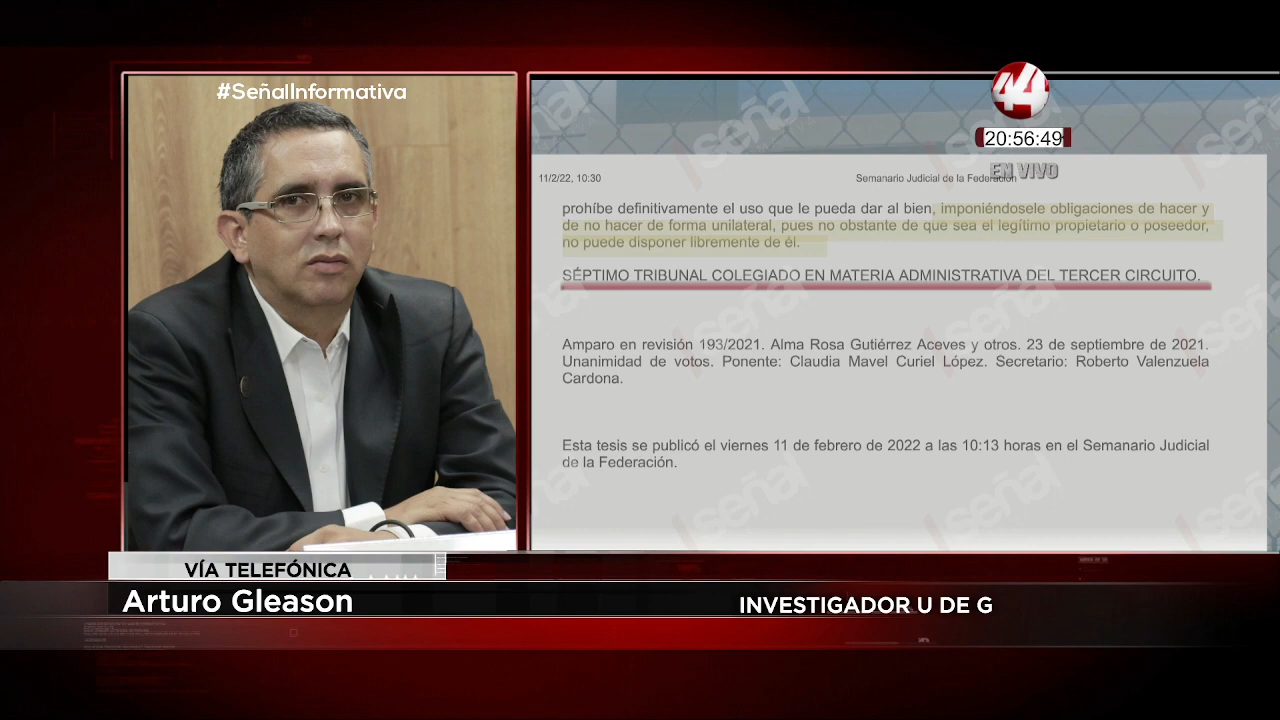 #SeñalInformativa
44
20:56:49
EN VIVO
11/2/22, 10:30
Semanario Judicial de la Federación
prohíbe definitivamente el uso que le pueda dar al bien, imponiéndosele obligaciones de hacer y
de no hacer de forma unilateral, pues no obstante de que sea el legítimo propietario o poseedor,
no puede disponer libremente de él.
SÉPTIMO TRIBUNAL COLEGIADO EN MATERIA ADMINISTRATIVA DEL TERCER CIRCUITO.
Amparo en revisión 193/2021. Alma Rosa Gutiérrez Aceves y otros. 23 de septiembre de 2021.
Unanimidad de votos. Ponente: Claudia Mavel Curiel López. Secretario: Roberto Valenzuela
Cardona.
Esta tesis se publicó el viernes 11 de febrero de 2022 a las 10:13 horas en el Semanario Judicial
de la Federación.
señal
VÍA TELEFÓNICA
Arturo Gleason
INVESTIGADOR U DE G